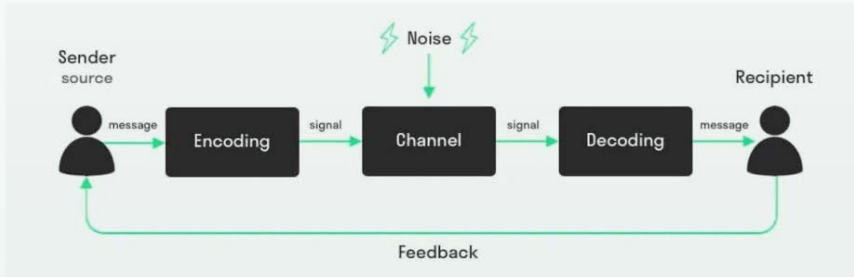 Noise
Sender
source
Recipient
message
Encoding
signal
Channel
signal
Decoding
message
Feedback